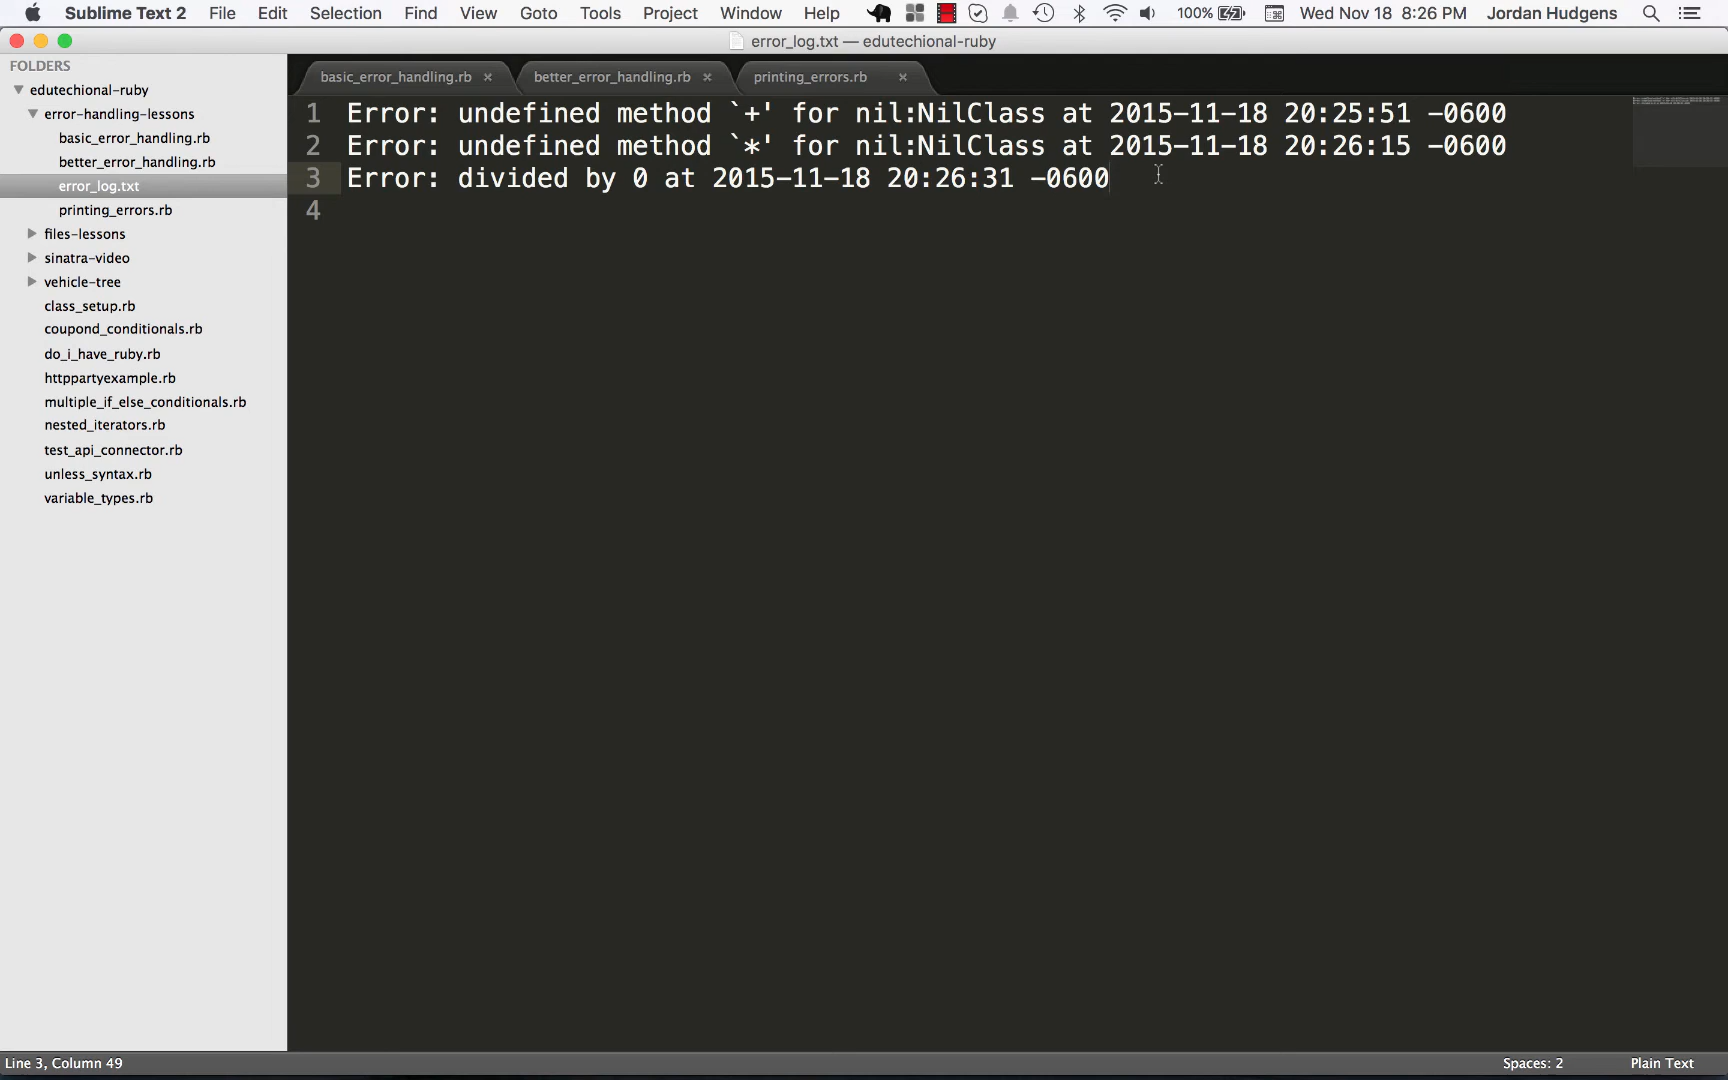 Sublime Text 2 File Edit Selection Find View Goto Tools Project Window Help 100% Wed Nov 18 8:26 PM Jordan Hudgens
error_log.txt — edutechional-ruby
FOLDERS
edutechional-ruby
error-handling-lessons
basic_error_handling.rb
better_error_handling.rb
error_log.txt
printing_errors.rb
files-lessons
sinatra-video
vehicle-tree
class_setup.rb
coupond_conditionals.rb
do_i_have_ruby.rb
httppartyexample.rb
multiple_if_else_conditionals.rb
nested_iterators.rb
test_api_connector.rb
unless_syntax.rb
variable_types.rb
basic_error_handling.rb × better_error_handling.rb × printing_errors.rb ×
1 Error: undefined method `+' for nil:NilClass at 2015-11-18 20:25:51 -0600
2 Error: undefined method `*' for nil:NilClass at 2015-11-18 20:26:15 -0600
3 Error: divided by 0 at 2015-11-18 20:26:31 -0600
4
Line 3, Column 49 Spaces: 2 Plain Text